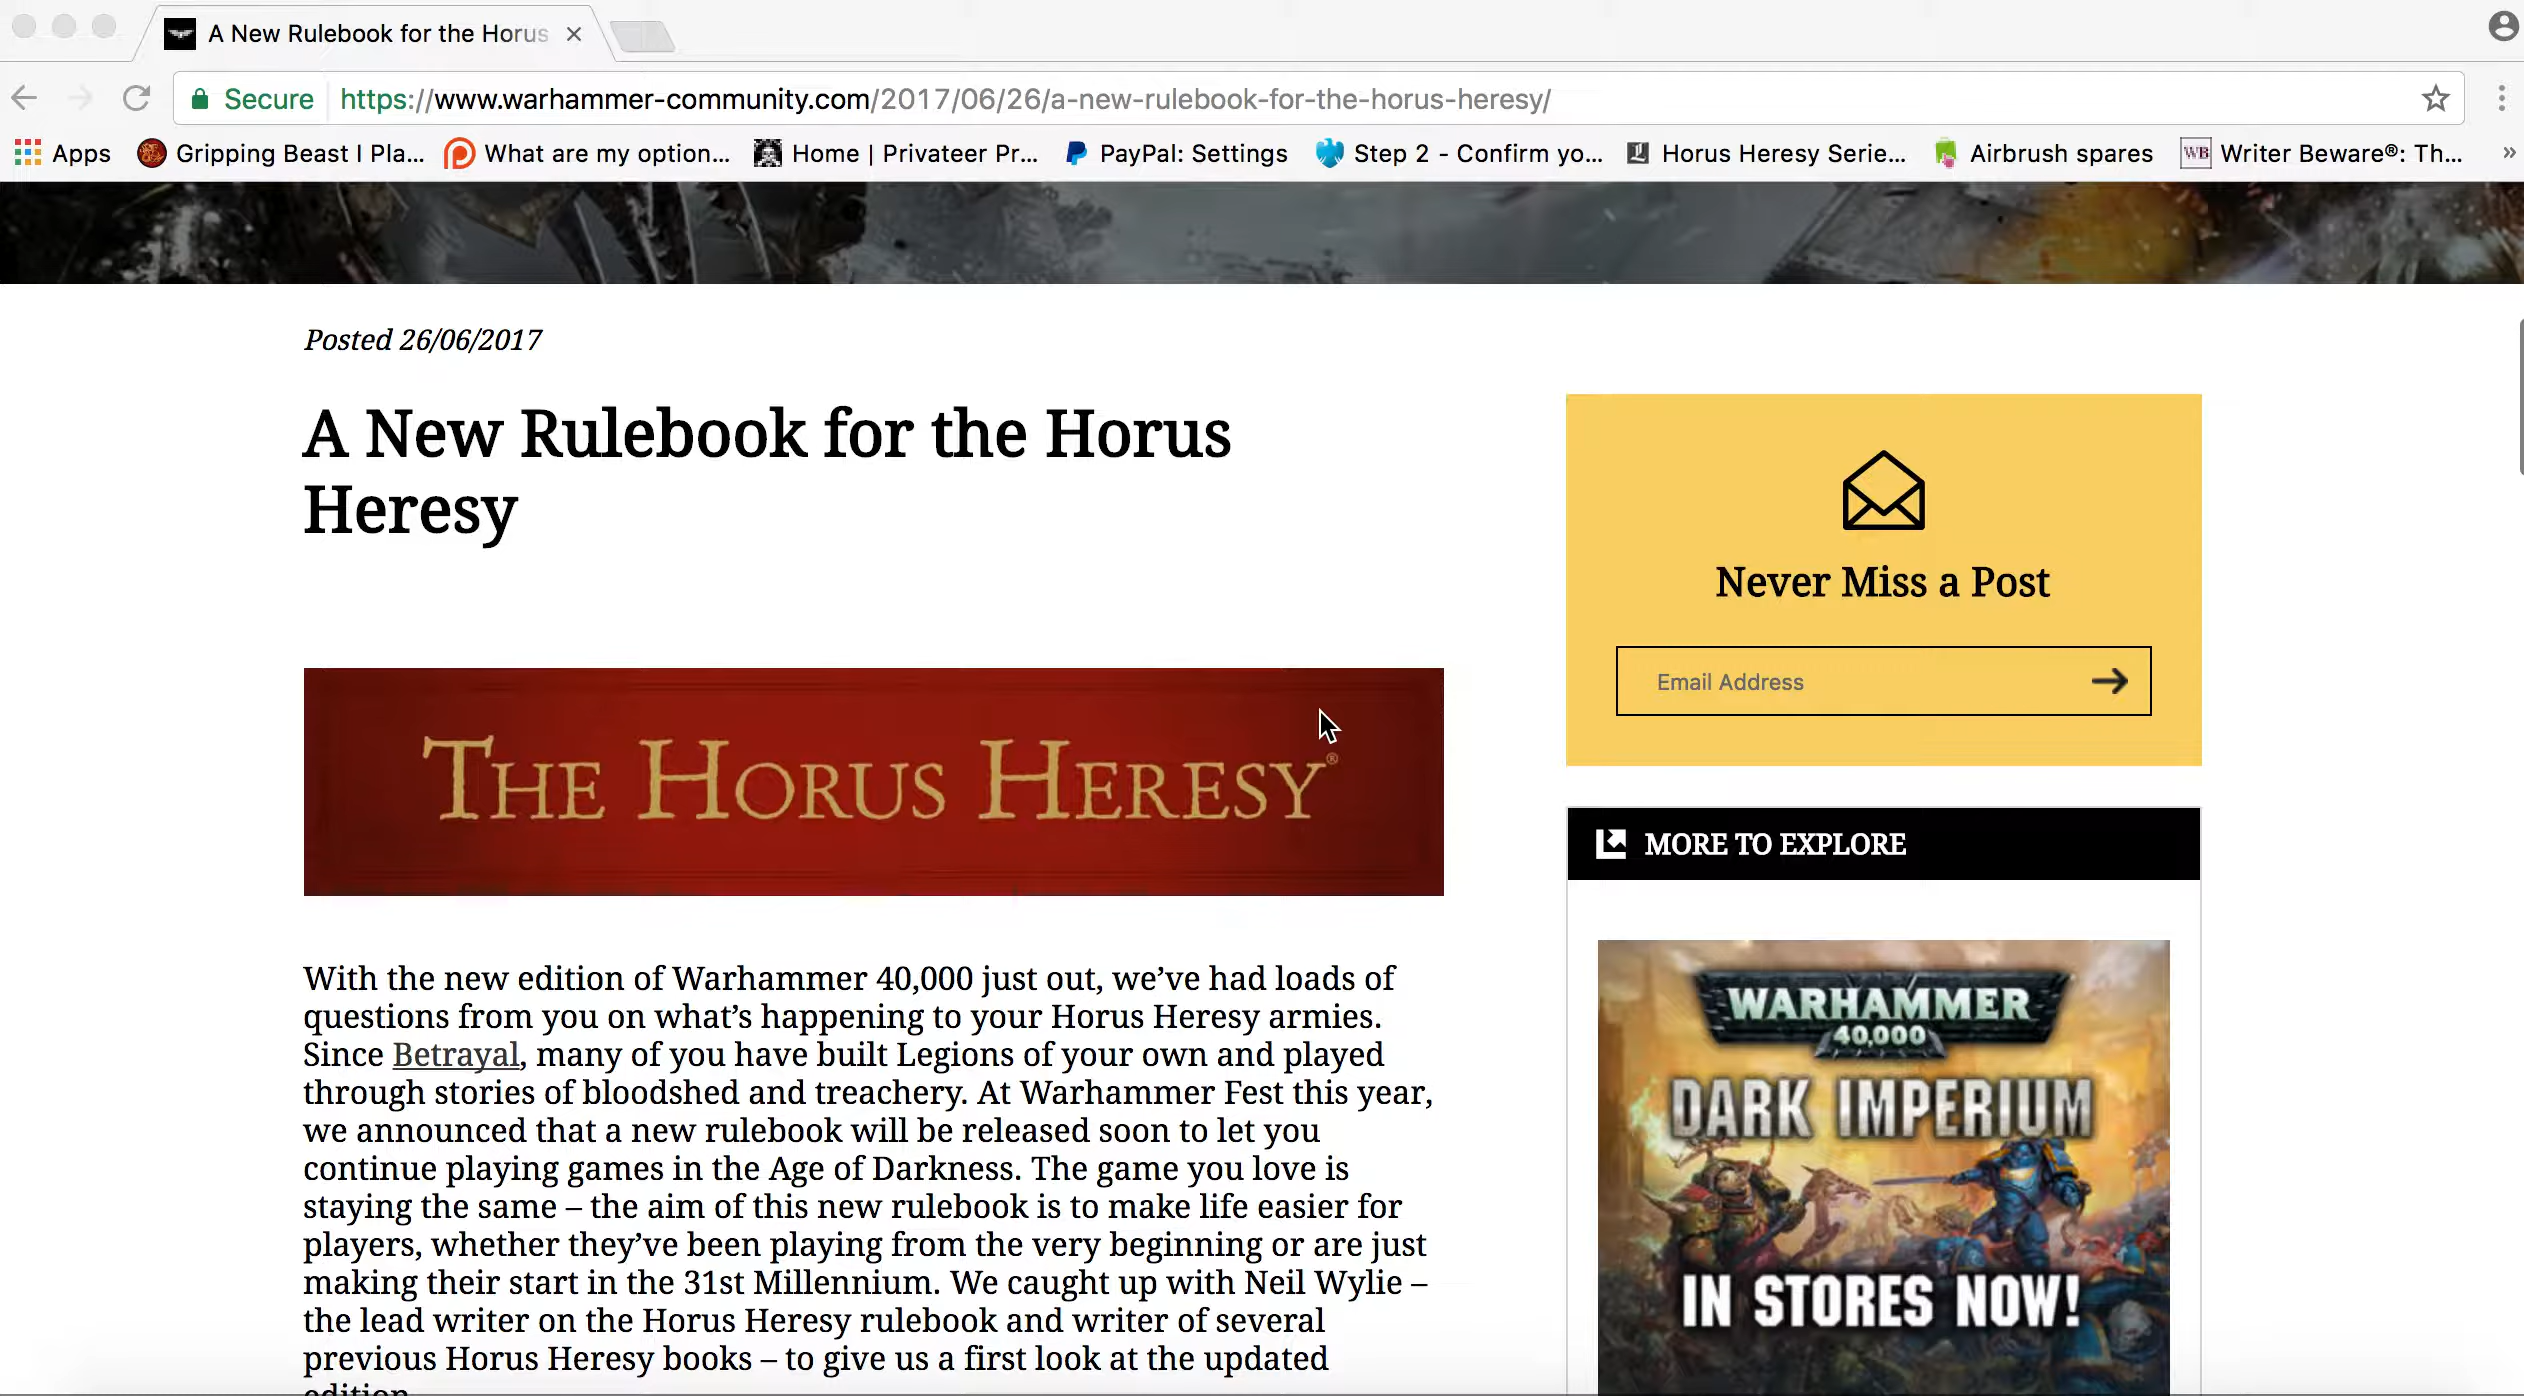 A New Rulebook for the Horus
Secure https://www.warhammer-community.com/2017/06/26/a-new-rulebook-for-the-horus-heresy/
Apps Gripping Beast I Pla... What are my option... Home | Privateer Pr... PayPal: Settings Step 2 - Confirm yo... Horus Heresy Serie... Airbrush spares WB Writer Beware®: Th... »
Posted 26/06/2017
A New Rulebook for the Horus
Heresy
THE HORUS HERESY®
With the new edition of Warhammer 40,000 just out, we’ve had loads of
questions from you on what’s happening to your Horus Heresy armies.
Since Betrayal, many of you have built Legions of your own and played
through stories of bloodshed and treachery. At Warhammer Fest this year,
we announced that a new rulebook will be released soon to let you
continue playing games in the Age of Darkness. The game you love is
staying the same – the aim of this new rulebook is to make life easier for
players, whether they’ve been playing from the very beginning or are just
making their start in the 31st Millennium. We caught up with Neil Wylie –
the lead writer on the Horus Heresy rulebook and writer of several
previous Horus Heresy books – to give us a first look at the updated
edition
Never Miss a Post
Email Address
MORE TO EXPLORE
WARHAMMER
40,000
DARK IMPERIUM
IN STORES NOW!